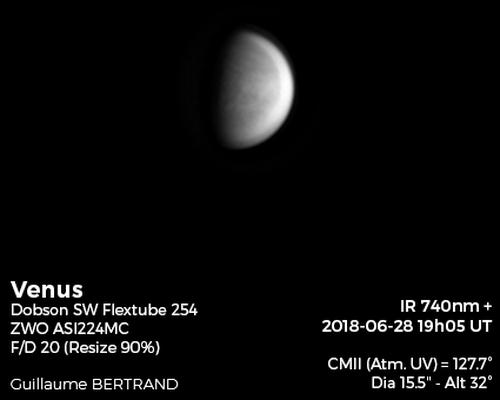 Venus
Dobson SW Flextube 254
ZWO ASI224MC
F/D 20 (Resize 90%)
Guillaume BERTRAND
IR 740nm +
2018-06-28 19h05 UT
CMII (Atm. UV) = 127.7°
Dia 15.5" - Alt 32°